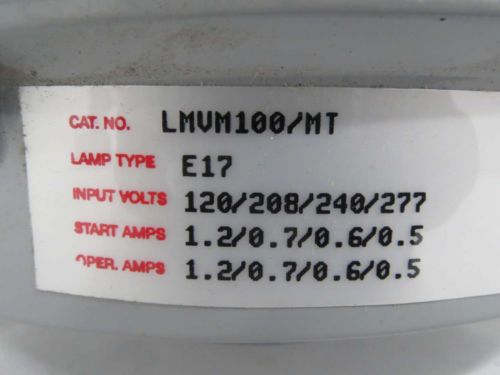 CAT. NO. LMVM100/MT
LAMP TYPE E17
INPUT VOLTS 120/208/240/277
START AMPS 1.2/0.7/0.6/0.5
OPER. AMPS 1.2/0.7/0.6/0.5